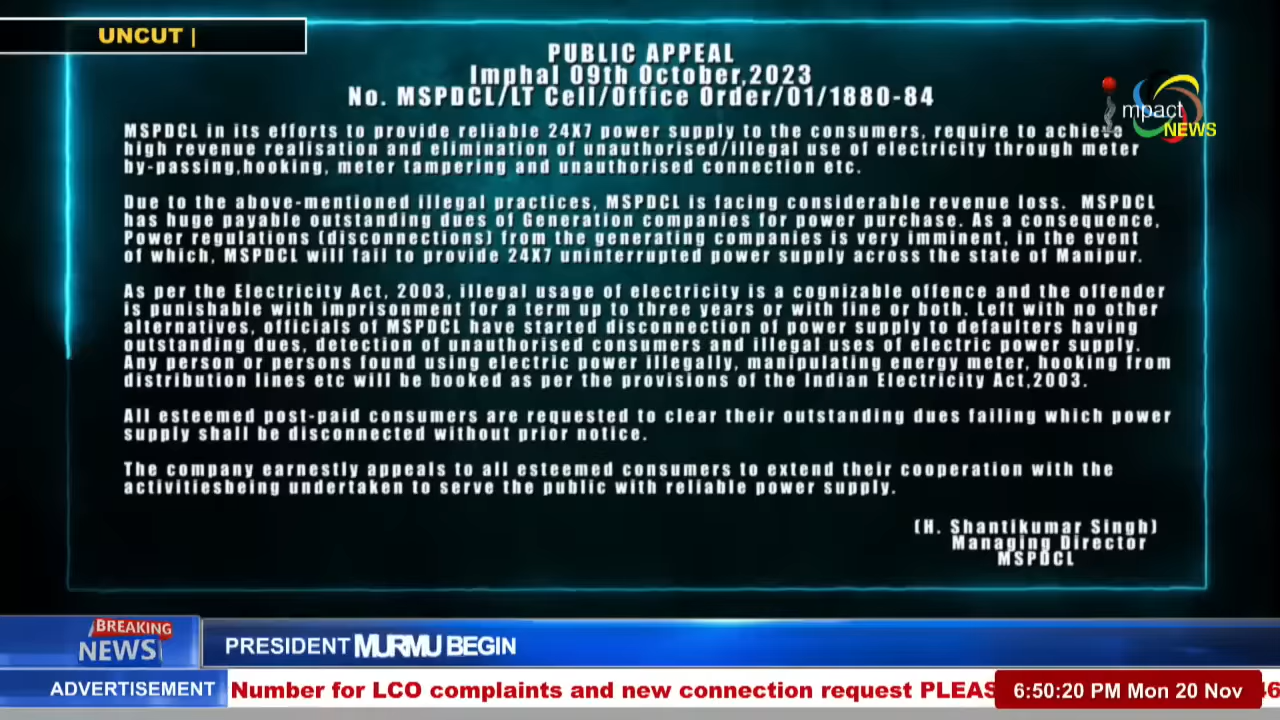 UNCUT |
PUBLIC APPEAL
Imphal 09th October,2023
No. MSPDCL/LT Cell/Office Order/01/1880-84
mpact
NEWS
MSPDCL in its efforts to provide reliable 24X7 power supply to the consumers, require to achieve
high revenue realisation and elimination of unauthorised/illegal use of electricity through meter
by-passing,hooking, meter tampering and unauthorised connection etc.
Due to the above-mentioned illegal practices, MSPDCL is facing considerable revenue loss. MSPDCL
has huge payable outstanding dues of Generation companies for power purchase. As a consequence,
Power regulations (disconnections) from the generating companies is very imminent, in the event
of which, MSPDCL will fail to provide 24X7 uninterrupted power supply across the state of Manipur.
As per the Electricity Act, 2003, illegal usage of electricity is a cognizable offence and the offender
is punishable with imprisonment for a term up to three years or with fine or both. Left with no other
alternatives, officials of MSPDCL have started disconnection of power supply to defaulters having
outstanding dues, detection of unauthorised consumers and illegal uses of electric power supply.
Any person or persons found using electric power illegally, manipulating energy meter, hooking from
distribution lines etc will be booked as per the provisions of the Indian Electricity Act,2003.
All esteemed post-paid consumers are requested to clear their outstanding dues failing which power
supply shall be disconnected without prior notice.
The company earnestly appeals to all esteemed consumers to extend their cooperation with the
activitiesbeing undertaken to serve the public with reliable power supply.
(H. Shantikumar Singh)
Managing Director
MSPDCL
BREAKING
NEWS
PRESIDENT MURMU BEGIN
ADVERTISEMENT
Number for LCO complaints and new connection request PLEAS
6:50:20 PM Mon 20 Nov